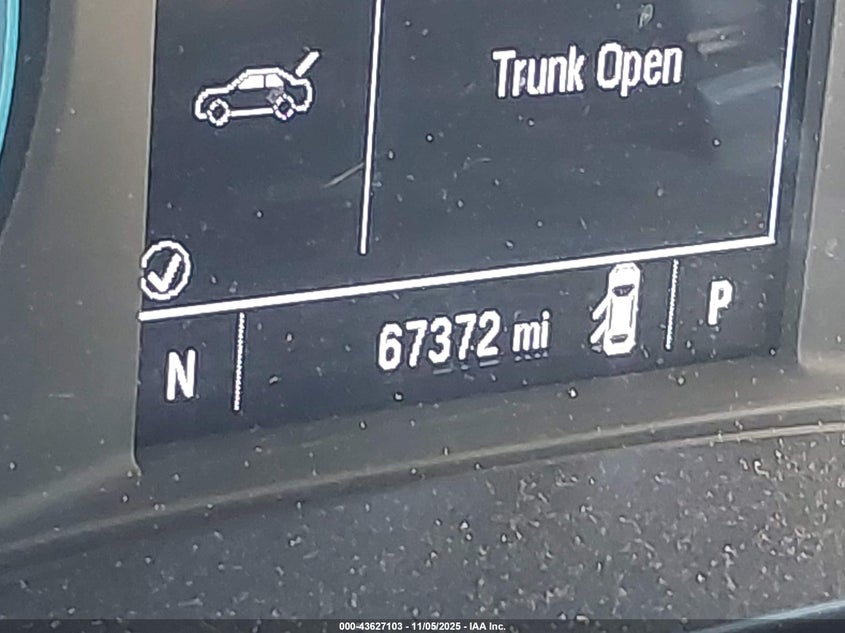 Trunk Open
N 67372 mi P
000-43627103 - 11/05/2025 - IAA Inc.